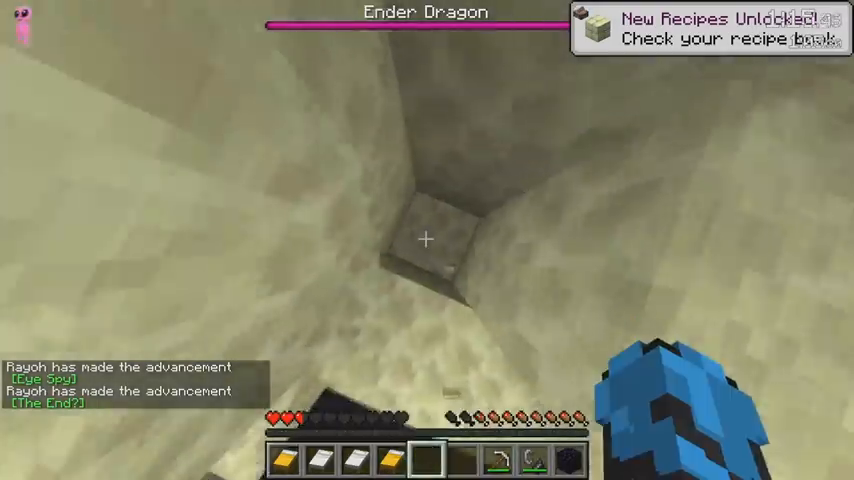 Ender Dragon
New Recipes Unlocked!
Check your recipe book
Rayoh has made the advancement
[Eye Spy]
Rayoh has made the advancement
[The End?]